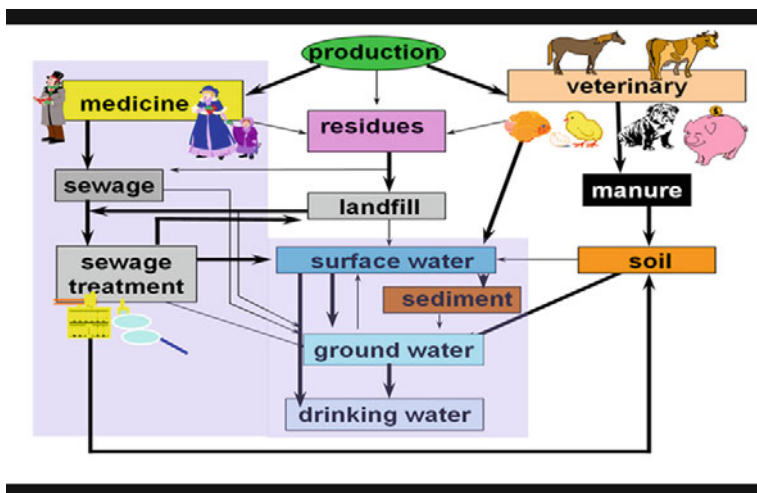 production
medicine
veterinary
residues
sewage
landfill
manure
sewage
treatment
surface water
soil
sediment
ground water
drinking water